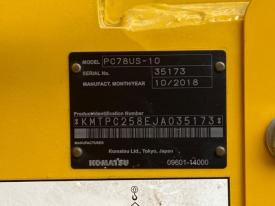 MODEL PC78US-10
SERIAL No. 35173
MANUFACT. MONTH/YEAR 10/2018
Product Identification Number
*KMTPC258EJA035173*
Komatsu Ltd., Tokyo, Japan
KOMATSU 09601-14000